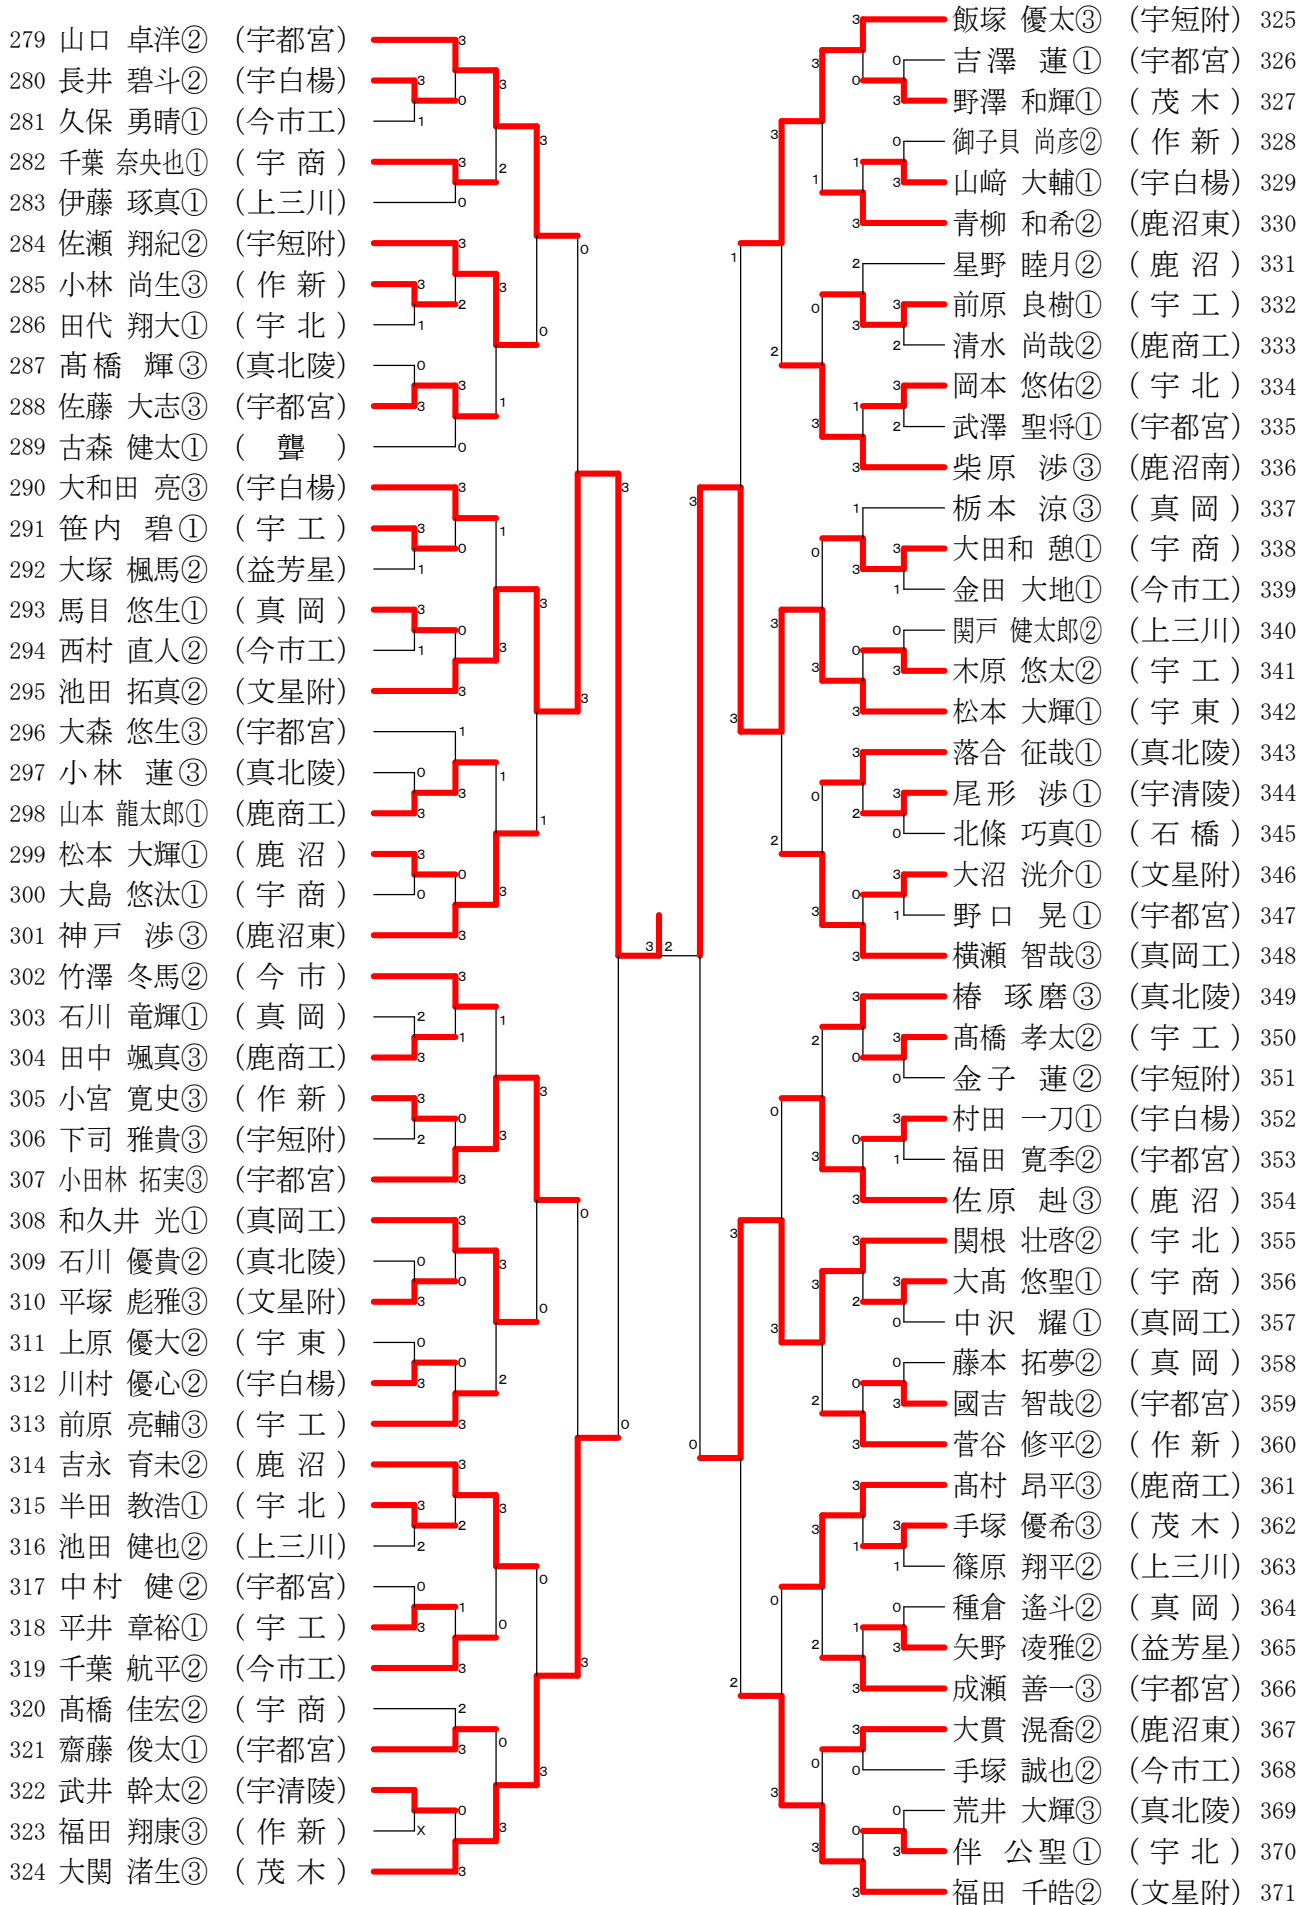 279 山口 卓洋② (宇都宮)
280 長井 碧斗② (宇白楊)
281 久保 勇晴① (今市工)
282 千葉 奈央也① (宇商)
283 伊藤 琢真① (上三川)
284 佐瀬 翔紀② (宇短附)
285 小林 尚生③ (作新)
286 田代 翔大① (宇北)
287 髙橋 輝③ (真北陵)
288 佐藤 大志③ (宇都宮)
289 古森 健太① (聾)
290 大和田 亮③ (宇白楊)
291 笹内 碧① (宇工)
292 大塚 楓馬② (益芳星)
293 馬目 悠生① (真岡)
294 西村 直人② (今市工)
295 池田 拓真② (文星附)
296 大森 悠生③ (宇都宮)
297 小林 蓮③ (真北陵)
298 山本 龍太郎① (鹿商工)
299 松本 大輝① (鹿沼)
300 大島 悠汰① (宇商)
301 神戸 渉③ (鹿沼東)
302 竹澤 冬馬② (今市)
303 石川 竜輝① (真岡)
304 田中 颯真③ (鹿商工)
305 小宮 寛史③ (作新)
306 下司 雅貴③ (宇短附)
307 小田林 拓実③ (宇都宮)
308 和久井 光① (真岡工)
309 石川 優貴② (真北陵)
310 平塚 彪雅③ (文星附)
311 上原 優大② (宇東)
312 川村 優心② (宇白楊)
313 前原 亮輔③ (宇工)
314 吉永 育未② (鹿沼)
315 半田 教浩① (宇北)
316 池田 健也② (上三川)
317 中村 健② (宇都宮)
318 平井 章裕① (宇工)
319 千葉 航平② (今市工)
320 髙橋 佳宏② (宇商)
321 齋藤 俊太① (宇都宮)
322 武井 幹太② (宇清陵)
323 福田 翔康③ (作新)
324 大関 渚生③ (茂木)
飯塚 優太③ (宇短附) 325
吉澤 蓮① (宇都宮) 326
野澤 和輝① (茂木) 327
御子貝 尚彦② (作新) 328
山﨑 大輔① (宇白楊) 329
青柳 和希② (鹿沼東) 330
星野 睦月② (鹿沼) 331
前原 良樹① (宇工) 332
清水 尚哉② (鹿商工) 333
岡本 悠佑② (宇北) 334
武澤 聖将① (宇都宮) 335
柴原 渉③ (鹿沼南) 336
栃本 涼③ (真岡) 337
大田和 憩① (宇商) 338
金田 大地① (今市工) 339
関戸 健太郎② (上三川) 340
木原 悠太② (宇工) 341
松本 大輝① (宇東) 342
落合 征哉① (真北陵) 343
尾形 渉① (宇清陵) 344
北條 巧真① (石橋) 345
大沼 洸介① (文星附) 346
野口 晃① (宇都宮) 347
横瀬 智哉③ (真岡工) 348
椿 琢磨③ (真北陵) 349
髙橋 孝太② (宇工) 350
金子 蓮② (宇短附) 351
村田 一刀① (宇白楊) 352
福田 寛季② (宇都宮) 353
佐原 赳③ (鹿沼) 354
関根 壮啓② (宇北) 355
大髙 悠聖① (宇商) 356
中沢 耀① (真岡工) 357
藤本 拓夢② (真岡) 358
國吉 智哉② (宇都宮) 359
菅谷 修平② (作新) 360
髙村 昂平③ (鹿商工) 361
手塚 優希③ (茂木) 362
篠原 翔平② (上三川) 363
種倉 遙斗② (真岡) 364
矢野 凌雅② (益芳星) 365
成瀬 善一③ (宇都宮) 366
大貫 滉喬② (鹿沼東) 367
手塚 誠也② (今市工) 368
荒井 大輝③ (真北陵) 369
伴 公聖① (宇北) 370
福田 千皓② (文星附) 371